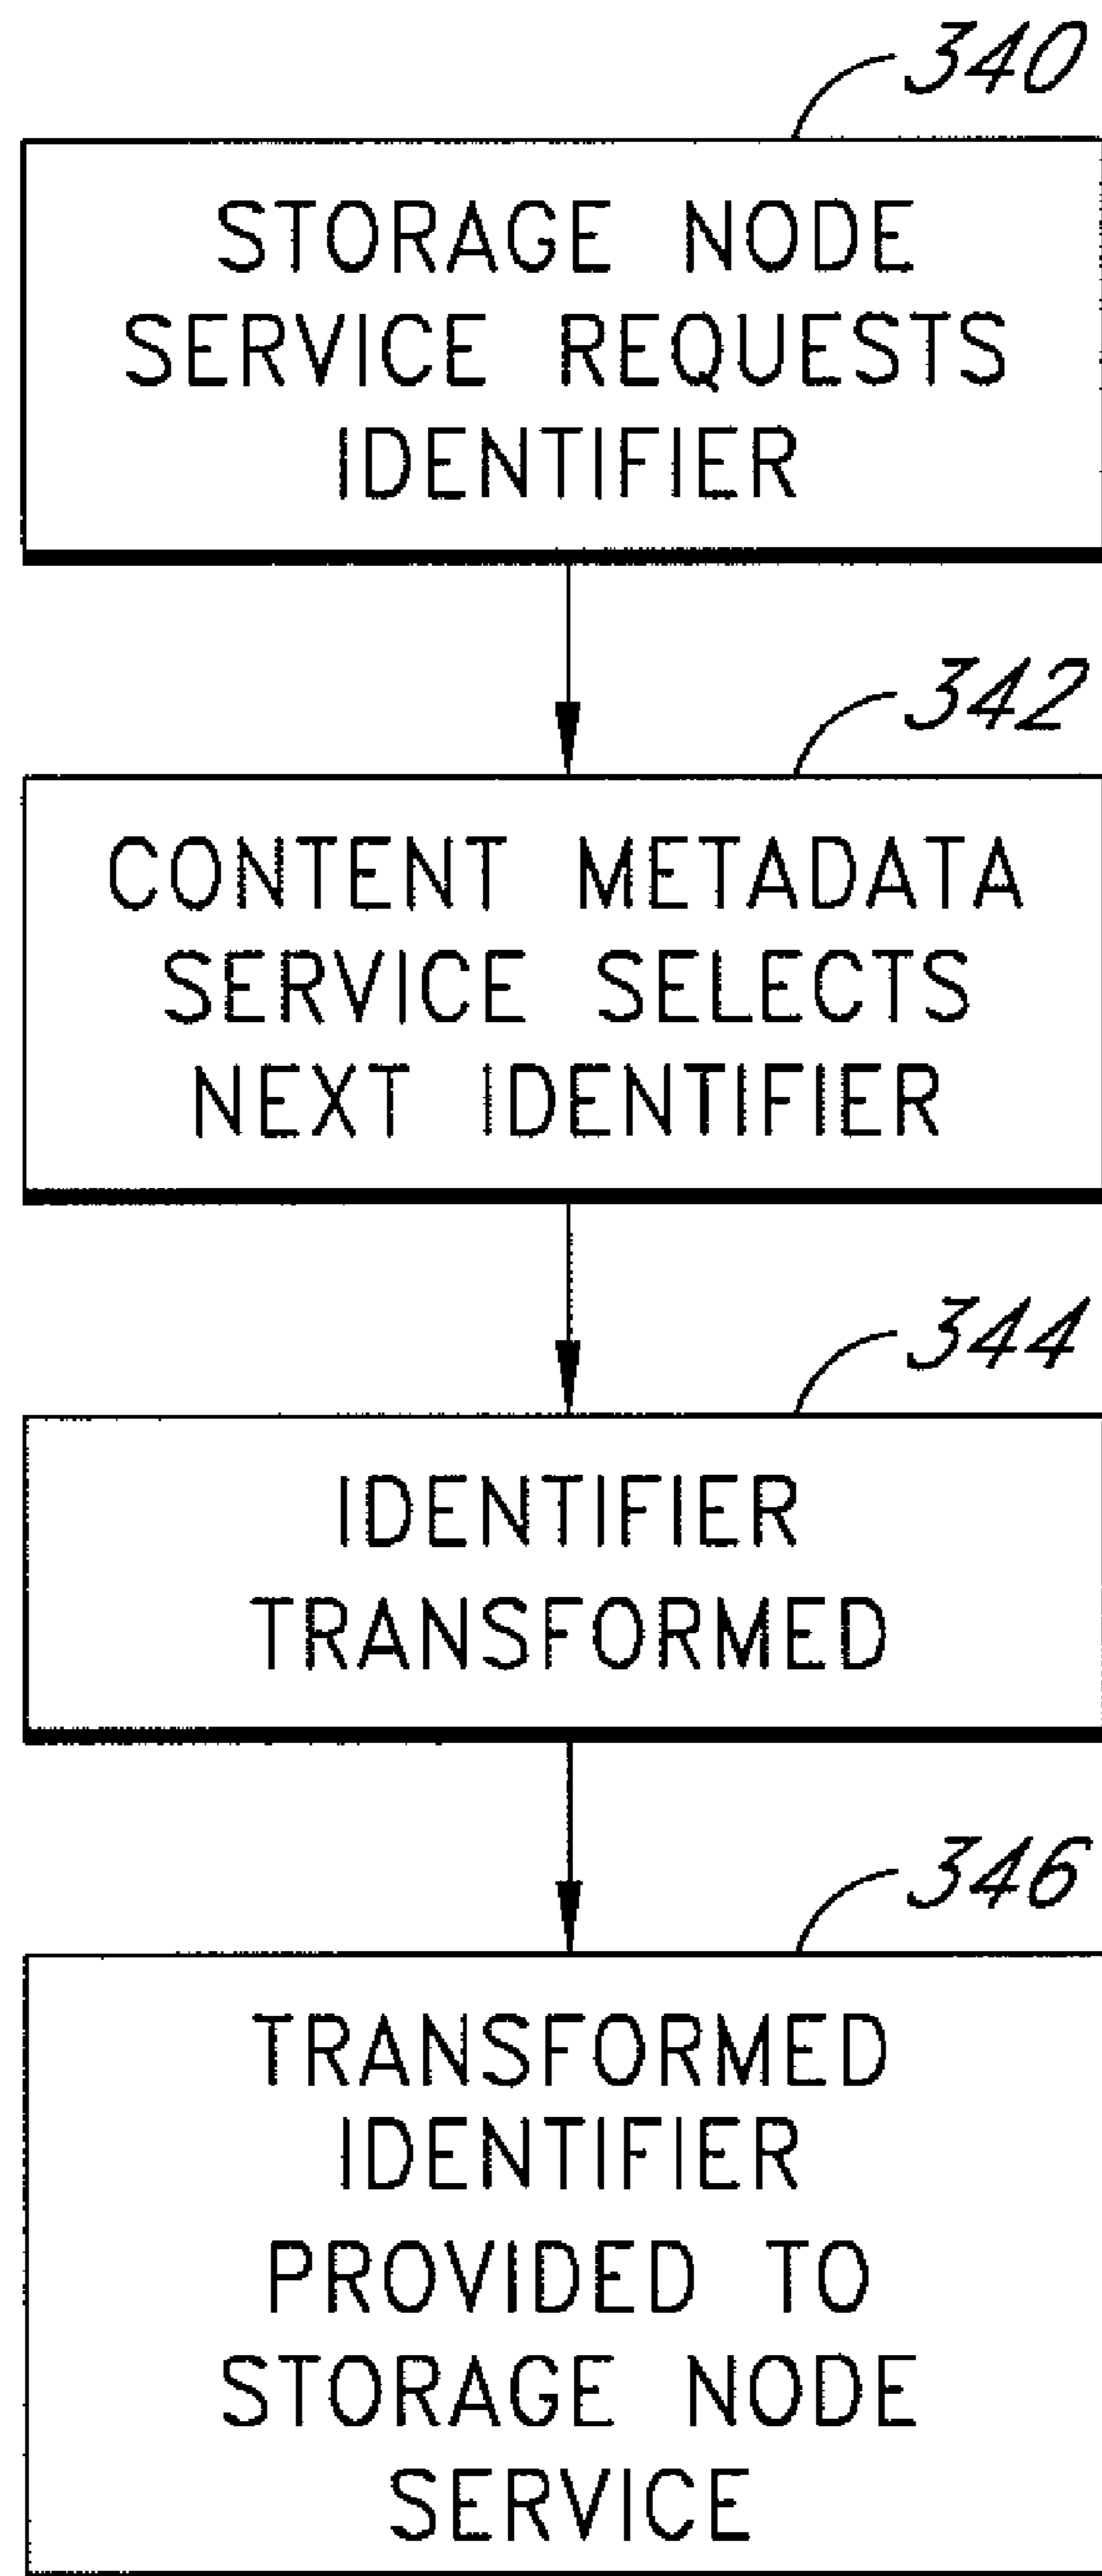 340
STORAGE NODE
SERVICE REQUESTS
IDENTIFIER
342
CONTENT METADATA
SERVICE SELECTS
NEXT IDENTIFIER
344
IDENTIFIER
TRANSFORMED
346
TRANSFORMED
IDENTIFIER
PROVIDED TO
STORAGE NODE
SERVICE